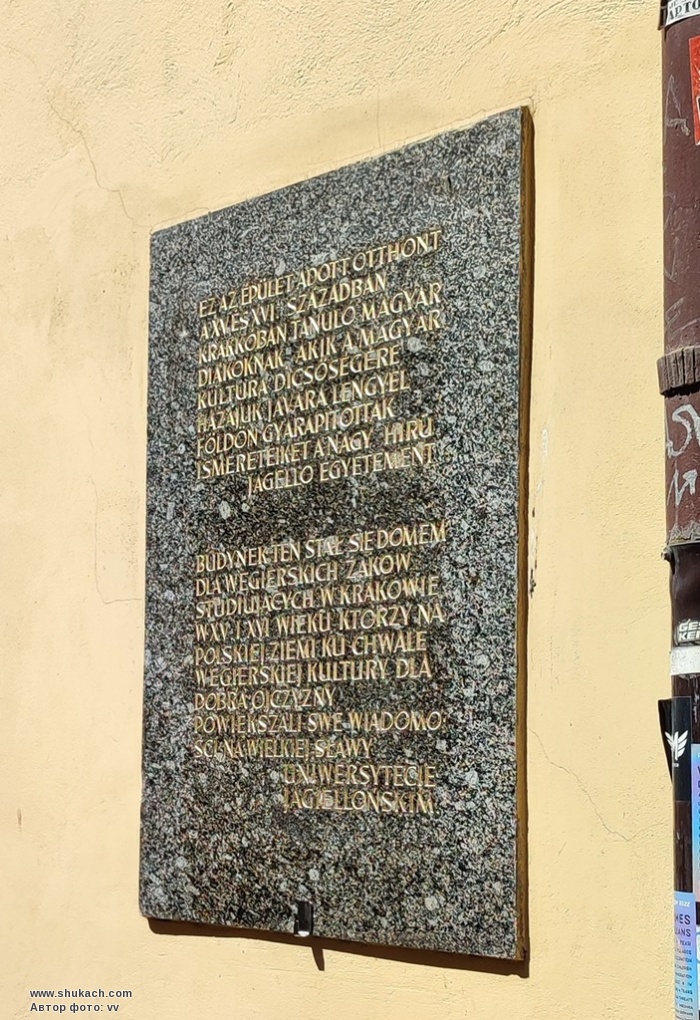 EZ AZ ÉPÜLET ADOTT OTTHONT
A XV. ÉS XVI. SZÁZADBAN
KRAKKÓBAN TANULÓ MAGYAR
DIÁKOKNAK, AKIK A MAGYAR
KULTÚRA DICSŐSÉGÉRE
HAZÁJUK JAVÁRA LENGYEL
FÖLDÖN GYARAPÍTOTTÁK
ISMERETEIKET A NAGY HÍRŰ
JAGELLÓ EGYETEMEN
BUDYNEK TEN STAŁ SIĘ DOMEM
DLA WĘGIERSKICH ŻAKÓW
STUDIUJĄCYCH W KRAKOWIE
W XV I XVI WIEKU, KTÓRZY NA
POLSKIEJ ZIEMI KU CHWALE
WĘGIERSKIEJ KULTURY DLA
DOBRA OJCZYZNY
POWIĘKSZALI SWE WIADOMO
ŚCI NA WIELKIEJ SŁAWY
UNIWERSYTECIE
JAGIELLOŃSKIM
www.shukach.com
Автор фото: vv